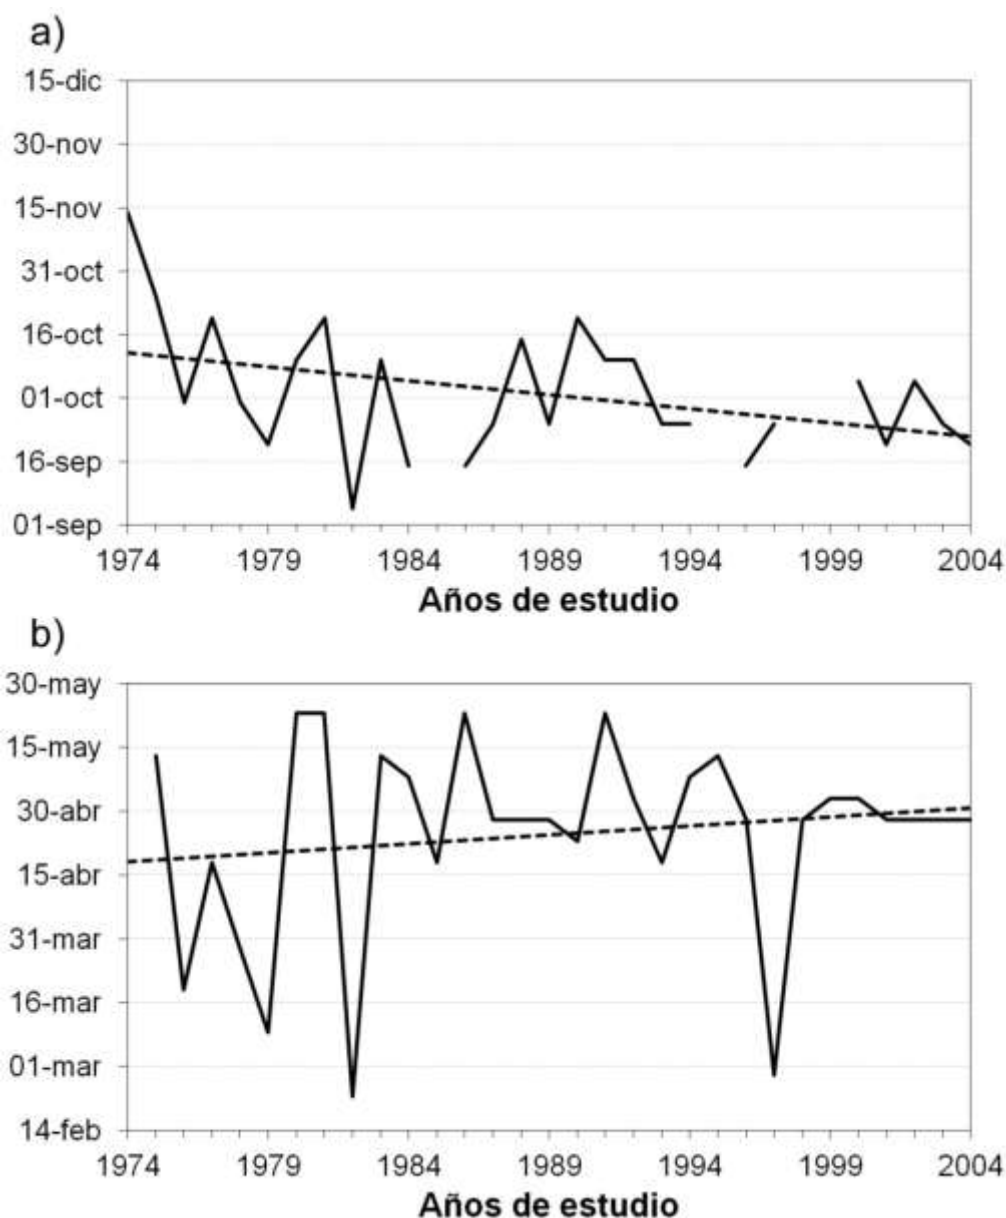 a)
15-dic
30-nov
15-nov
31-oct
16-oct
01-oct
16-sep
01-sep
1974 1979 1984 1989 1994 1999 2004
Años de estudio
b)
30-may
15-may
30-abr
15-abr
31-mar
16-mar
01-mar
14-feb
1974 1979 1984 1989 1994 1999 2004
Años de estudio